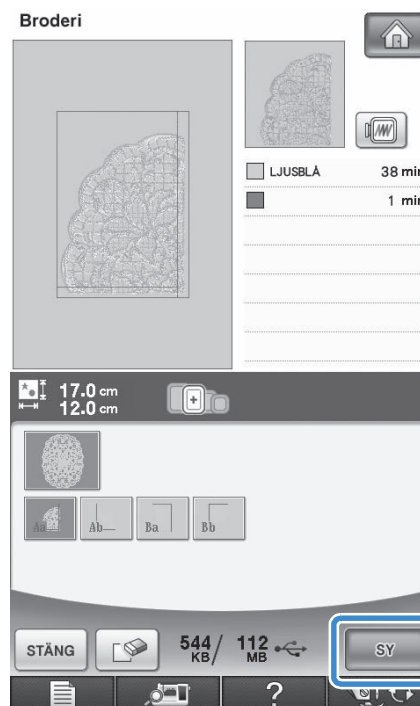 Broderi
LJUSBLÅ 38 min
1 min
17.0 cm
12.0 cm
Aa Ab Ba Bb
STÄNG 544 KB / 112 MB SY
?